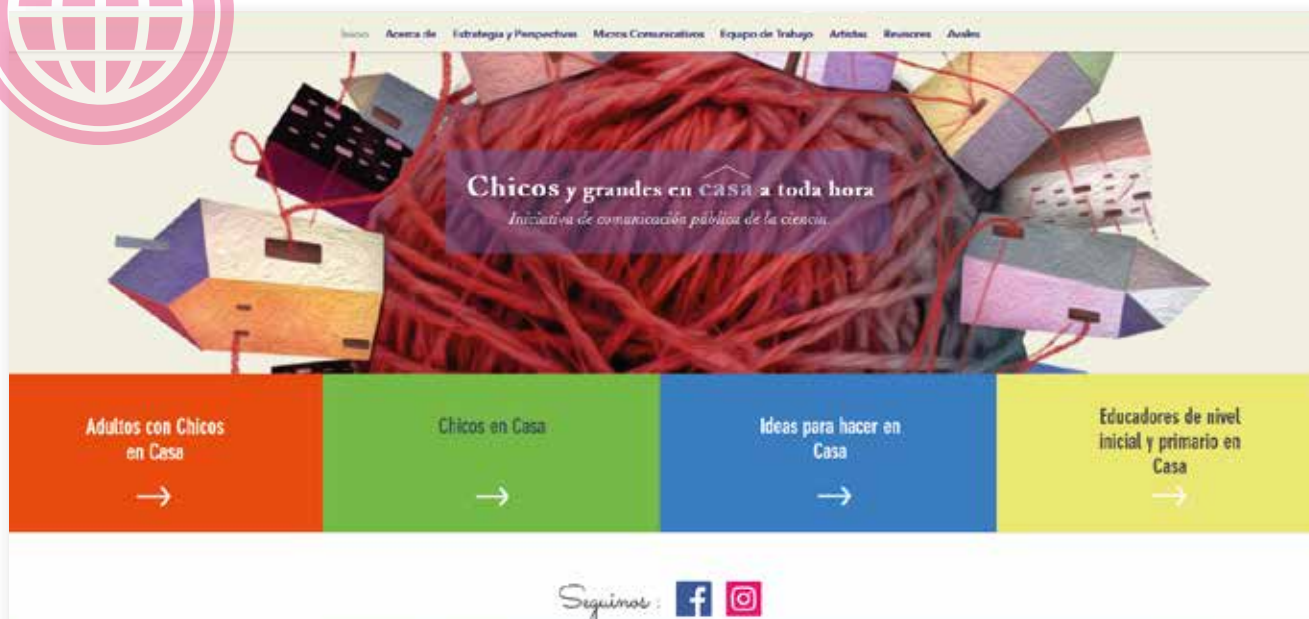 Inicio Acerca de Estrategia y Perspectivas Micros Comunicativos Equipo de Trabajo Artistas Revisores Avales
Chicos y grandes en casa a toda hora
Iniciativa de comunicación pública de la ciencia.
Adultos con Chicos
en Casa
Chicos en Casa
Ideas para hacer en
Casa
Educadores de nivel
inicial y primario en
Casa
Seguinos :